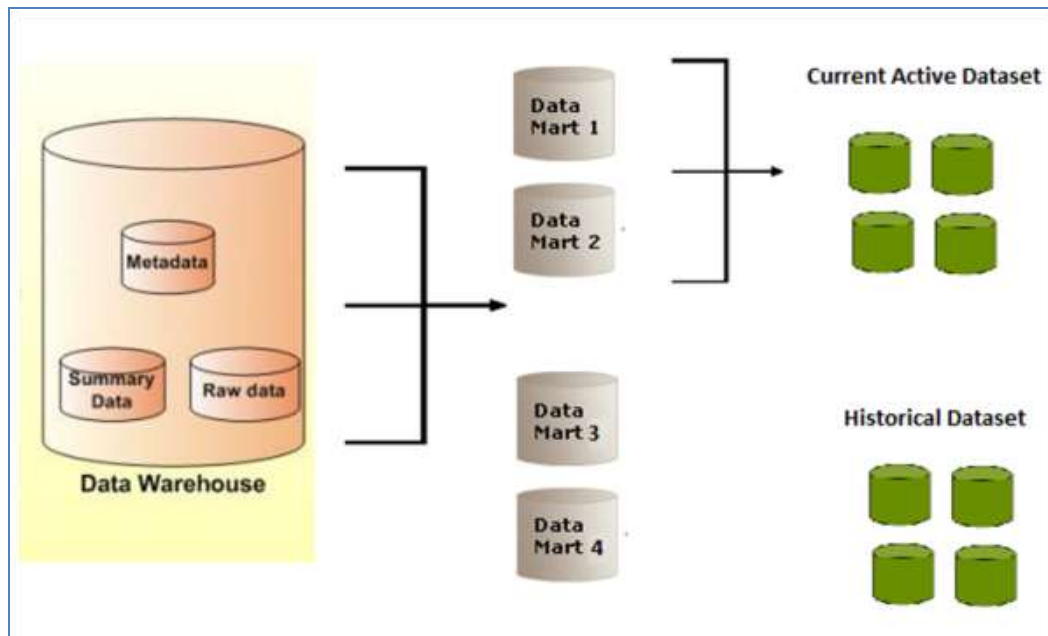 Metadata
Summary
Data
Raw data
Data Warehouse
Data
Mart 1
Data
Mart 2
Data
Mart 3
Data
Mart 4
Current Active Dataset
Historical Dataset